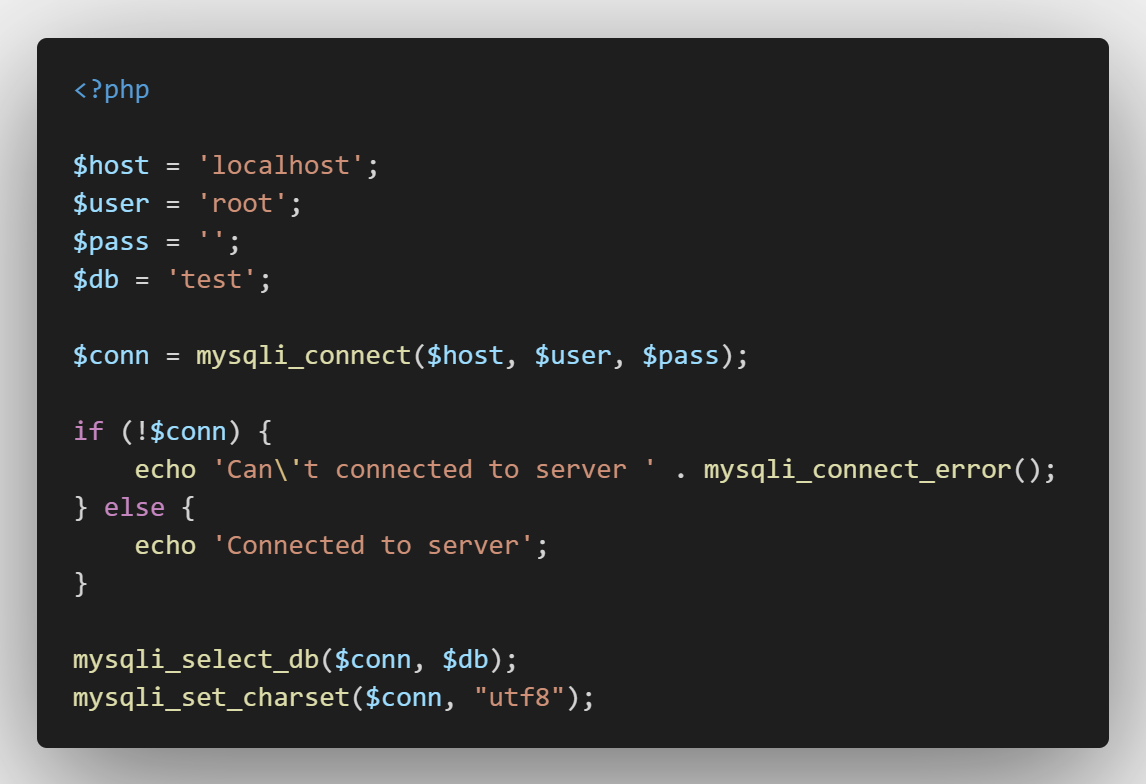 <?php
$host = 'localhost';
$user = 'root';
$pass = '';
$db = 'test';
$conn = mysqli_connect($host, $user, $pass);
if (!$conn) {
    echo 'Can\'t connected to server ' . mysqli_connect_error();
} else {
    echo 'Connected to server';
}
mysqli_select_db($conn, $db);
mysqli_set_charset($conn, "utf8");